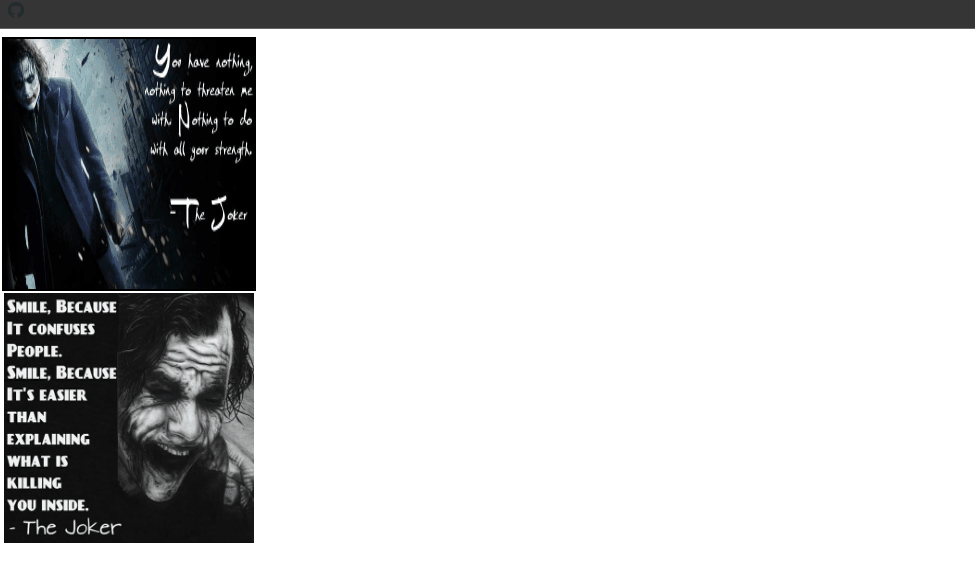 You have nothing,
nothing to threaten me
with. Nothing to do
with all your strength.
-The Joker
Smile, Because
It confuses
People.
Smile, Because
It's easier
than
explaining
what is
killing
you inside.
- The Joker